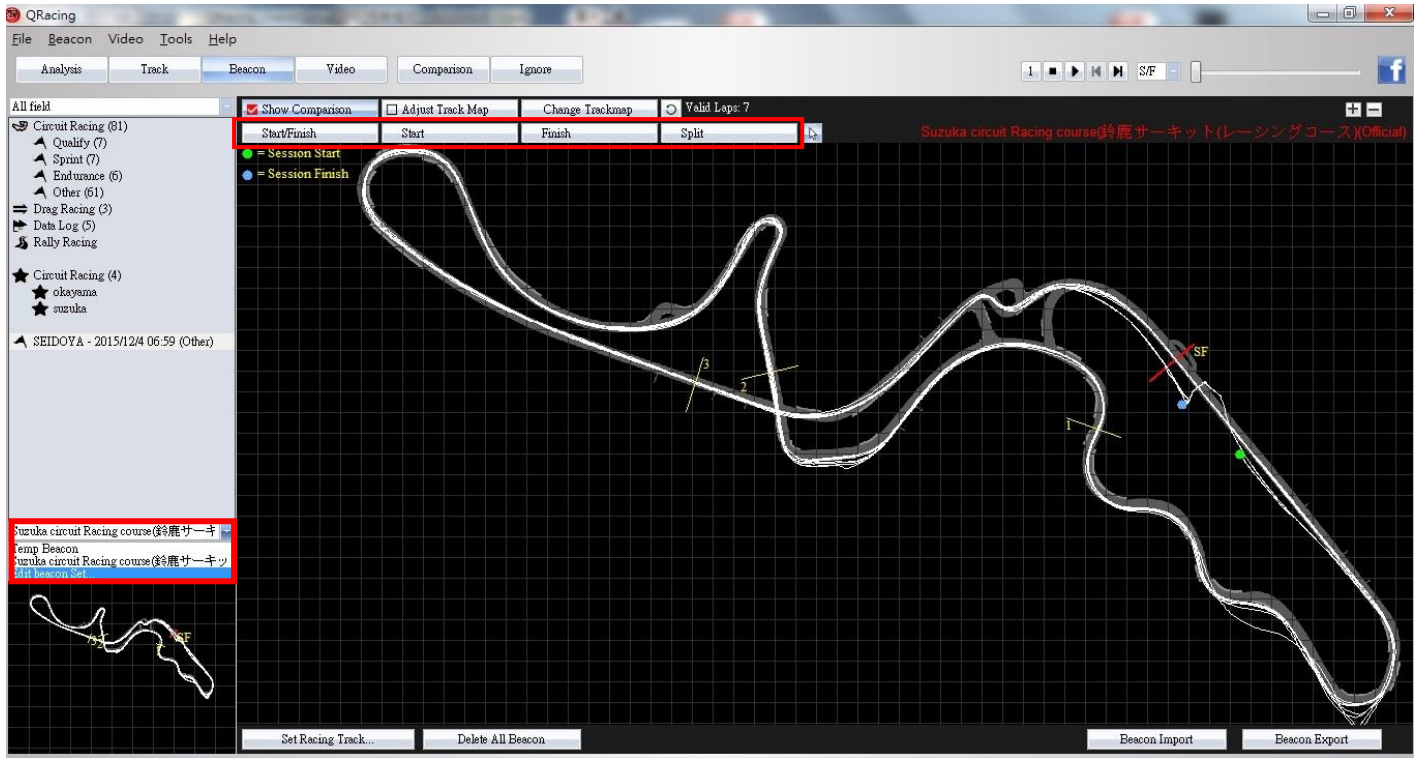 QRacing
File Beacon Video Tools Help
Analysis Track Beacon Video Comparison Ignore 1 S/F
All field Show Comparison Adjust Track Map Change Trackmap Valid Laps: 7
Start/Finish Start Finish Split Suzuka circuit Racing course(鈴鹿サーキット(レーシングコース)(Official)
= Session Start
= Session Finish
Circuit Racing (81)
Qualify (7)
Sprint (7)
Endurance (6)
Other (61)
Drag Racing (3)
Data Log (5)
Rally Racing
Circuit Racing (4)
okayama
suzuka
SEIDOYA - 2015/12/4 06:59 (Other)
SF
3
2
1
Suzuka circuit Racing course(鈴鹿サーキ
Temp Beacon
Suzuka circuit Racing course(鈴鹿サーキッ
Edit beacon Set...
SF
3
2
Set Racing Track... Delete All Beacon Beacon Import Beacon Export